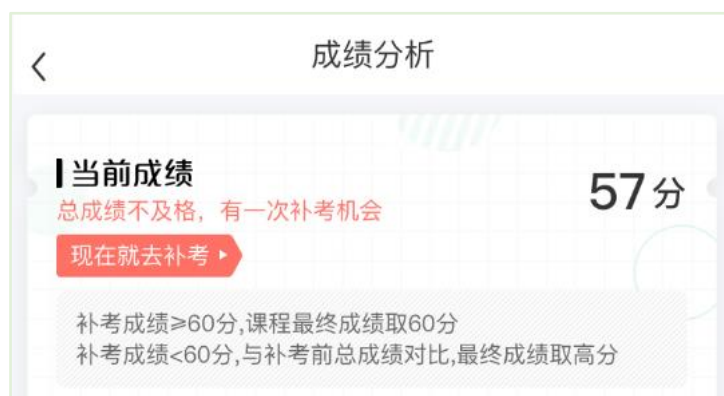 成绩分析
当前成绩
57分
总成绩不及格，有一次补考机会
现在就去补考
补考成绩≥60分,课程最终成绩取60分
补考成绩<60分,与补考前总成绩对比,最终成绩取高分